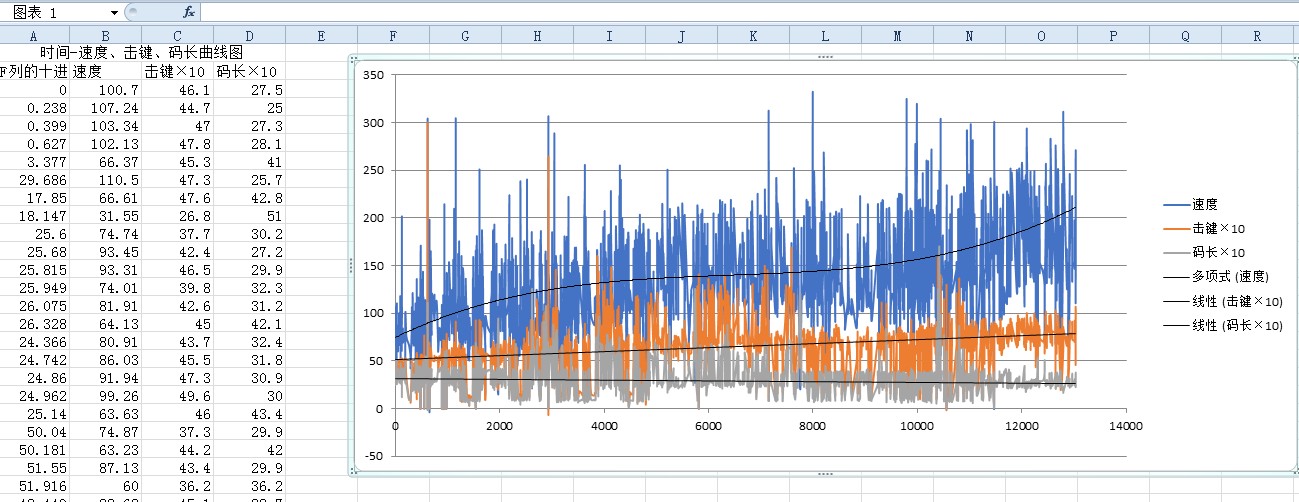 图表 1 fx
A B C D E F G H I J K L M N O P Q R
时间-速度、击键、码长曲线图
序列的十进 速度 击键×10 码长×10
0 100.7 46.1 27.5
0.238 107.24 44.7 25
0.399 103.34 47 27.3
0.627 102.13 47.8 28.1
3.377 66.37 45.3 41
29.686 110.5 47.3 25.7
17.85 66.61 47.6 42.8
18.147 31.55 26.8 51
25.6 74.74 37.7 30.2
25.68 93.45 42.4 27.2
25.815 93.31 46.5 29.9
25.949 74.01 39.8 32.3
26.075 81.91 42.6 31.2
26.328 64.13 45 42.1
24.366 80.91 43.7 32.4
24.742 86.03 45.5 31.8
24.86 91.94 47.3 30.9
24.962 99.26 49.6 30
25.14 63.63 46 43.4
50.04 74.87 37.3 29.9
50.181 63.23 44.2 42
51.55 87.13 43.4 29.9
51.916 60 36.2 36.2
350
300
250
200
150
100
50
0
-50
0 2000 4000 6000 8000 10000 12000 14000
速度
击键×10
码长×10
多项式 (速度)
线性 (击键×10)
线性 (码长×10)